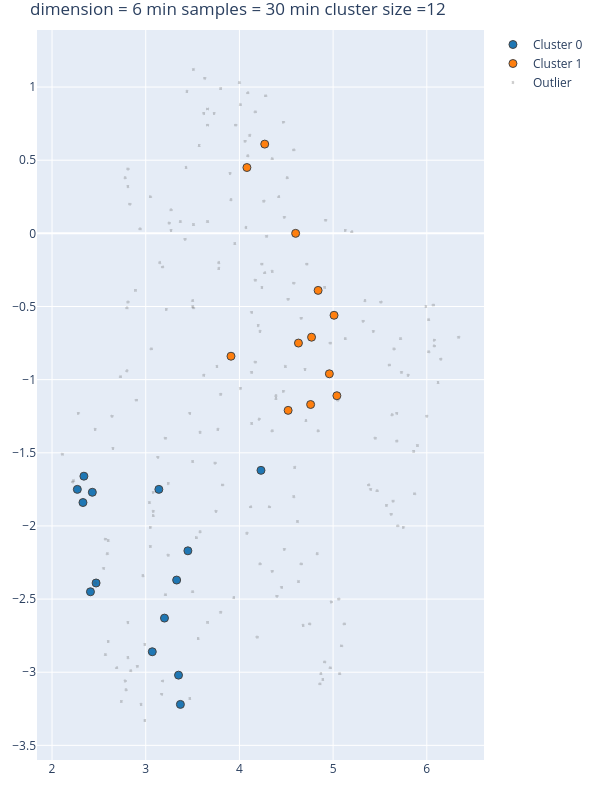 dimension = 6 min samples = 30 min cluster size =12
Cluster 0
Cluster 1
Outlier
1
0.5
0
−0.5
−1
−1.5
−2
−2.5
−3
−3.5
2 3 4 5 6